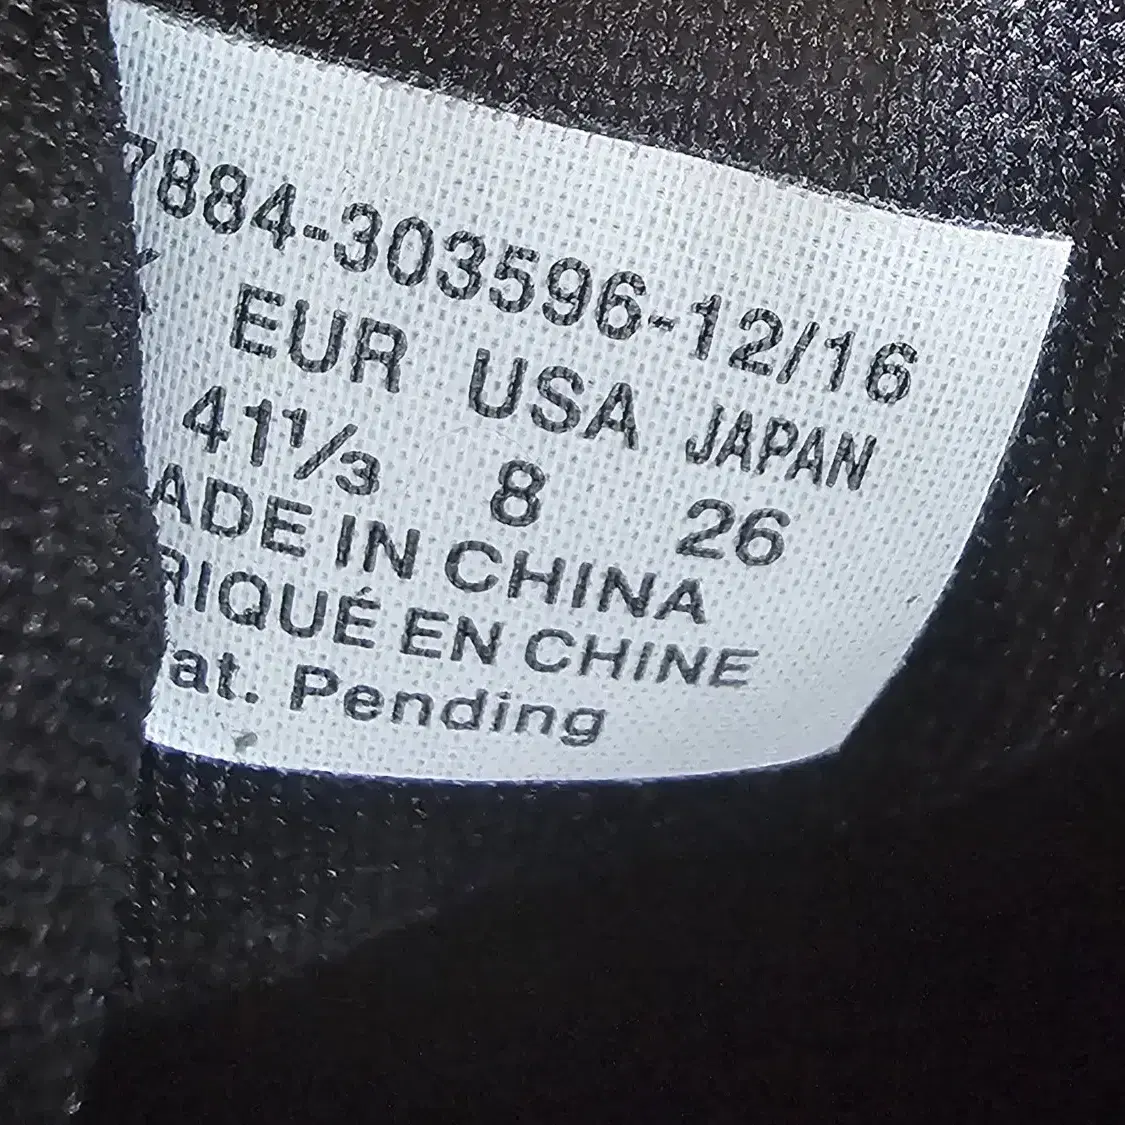 7884-303596-12/16
EUR USA JAPAN
41⅓ 8 26
ADE IN CHINA
RIQUÉ EN CHINE
at. Pending